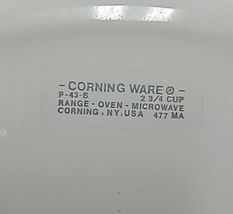 - CORNING WARE ® -
P-43-B 2 3/4 CUP
RANGE - OVEN - MICROWAVE
CORNING, NY, USA 477 MA